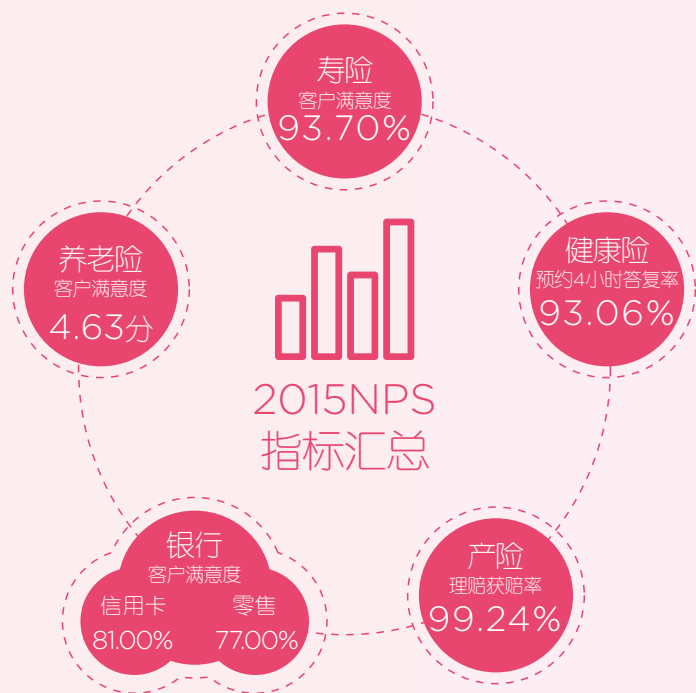 寿险
客户满意度
93.70%
养老险
客户满意度
4.63分
健康险
预约4小时答复率
93.06%
2015NPS
指标汇总
银行
客户满意度
信用卡 零售
81.00% 77.00%
产险
理赔获赔率
99.24%